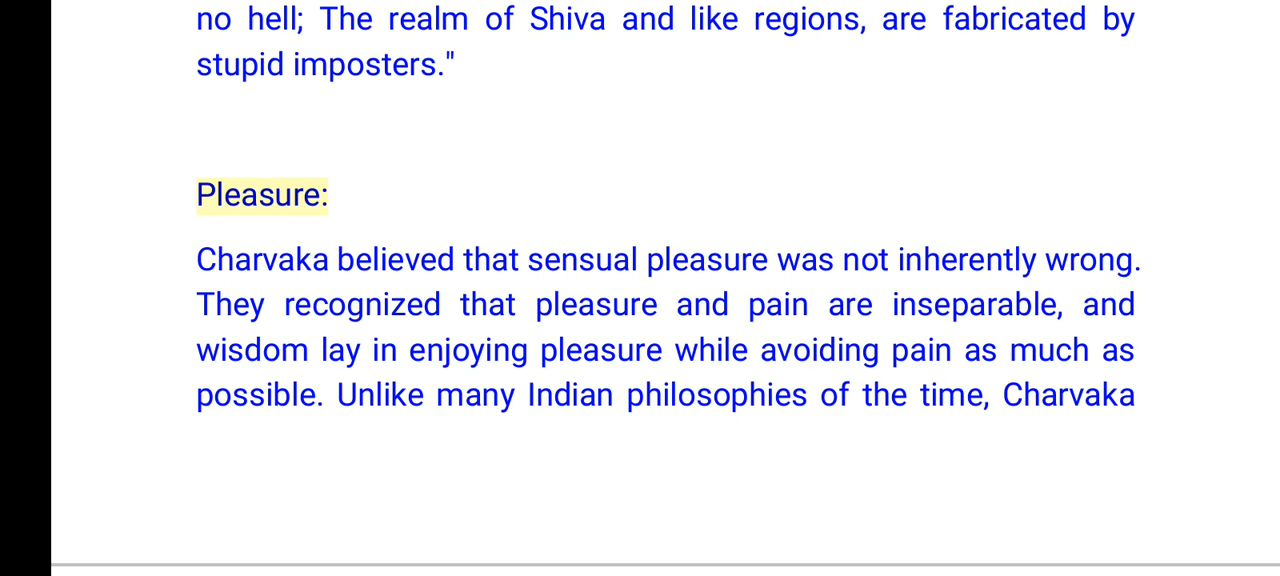 no hell; The realm of Shiva and like regions, are fabricated by
stupid imposters."
Pleasure:
Charvaka believed that sensual pleasure was not inherently wrong.
They recognized that pleasure and pain are inseparable, and
wisdom lay in enjoying pleasure while avoiding pain as much as
possible. Unlike many Indian philosophies of the time, Charvaka